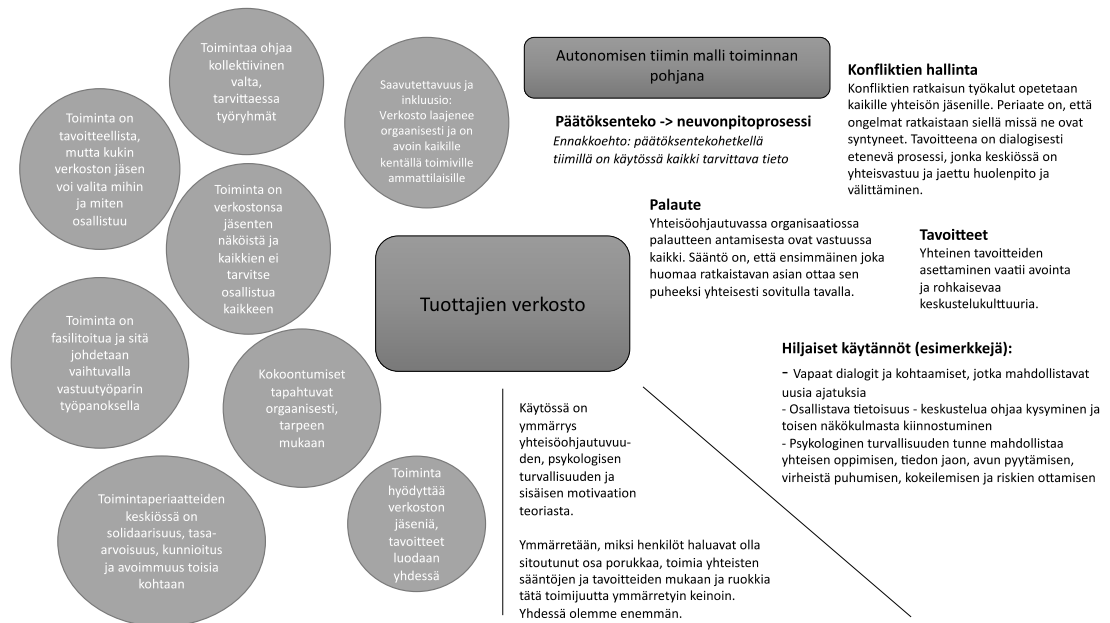 Toimintaa ohjaa
kollektiivinen
valta,
tarvittaessa
työryhmät
Saavutettavuus ja
inkluusio:
Verkosto laajenee
orgaanisesti ja on
avoin kaikille
kentällä toimiville
ammattilaisille
Toiminta on
tavoitteellista,
mutta kukin
verkoston jäsen
voi valita mihin
ja miten
osallistuu
Toiminta on
verkostonsa
jäsenten
näköistä ja
kaikkien ei
tarvitse
osallistua
kaikkeen
Toiminta on
fasilitoitua ja sitä
johdetaan
vaihtuvalla
vastuutyöparin
työpanoksella
Kokoontumiset
tapahtuvat
orgaanisesti,
tarpeen
mukaan
Toimintaperiaatteiden
keskiössä on
solidaarisuus, tasa-
arvoisuus, kunnioitus
ja avoimmuus toisia
kohtaan
Toiminta
hyödyttää
verkoston
jäseniä,
tavoitteet
luodaan
yhdessä
Tuottajien verkosto
Autonomisen tiimin malli toiminnan
pohjana
Päätöksenteko -> neuvonpitoprosessi
Ennakkoehto: päätöksentekohetkellä
tiimillä on käytössä kaikki tarvittava tieto
Konfliktien hallinta
Konfliktien ratkaisun työkalut opetetaan
kaikille yhteisön jäsenille. Periaate on, että
ongelmat ratkaistaan siellä missä ne ovat
syntyneet. Tavoitteena on dialogisesti
etenevä prosessi, jonka keskiössä on
yhteisvastuu ja jaettu huolenpito ja
välittäminen.
Palaute
Yhteisöohjautuvassa organisaatiossa
palautteen antamisesta ovat vastuussa
kaikki. Sääntö on, että ensimmäinen joka
huomaa ratkaistavan asian ottaa sen
puheeksi yhteisesti sovitulla tavalla.
Tavoitteet
Yhteinen tavoitteiden
asettaminen vaatii avointa
ja rohkaisevaa
keskustelukulttuuria.
Hiljaiset käytännöt (esimerkkejä):
- Vapaat dialogit ja kohtaamiset, jotka mahdollistavat
uusia ajatuksia
- Osallistava tietoisuus - keskustelua ohjaa kysyminen ja
toisen näkökulmasta kiinnostuminen
- Psykologinen turvallisuuden tunne mahdollistaa
yhteisen oppimisen, tiedon jaon, avun pyytämisen,
virheistä puhumisen, kokeilemisen ja riskien ottamisen
Käytössä on
ymmärrys
yhteisöohjautuvuu-
den, psykologisen
turvallisuuden ja
sisäisen motivaation
teoriasta.
Ymmärretään, miksi henkilöt haluavat olla
sitoutunut osa porukkaa, toimia yhteisten
sääntöjen ja tavoitteiden mukaan ja ruokkia
tätä toimijuutta ymmärretyin keinoin.
Yhdessä olemme enemmän.